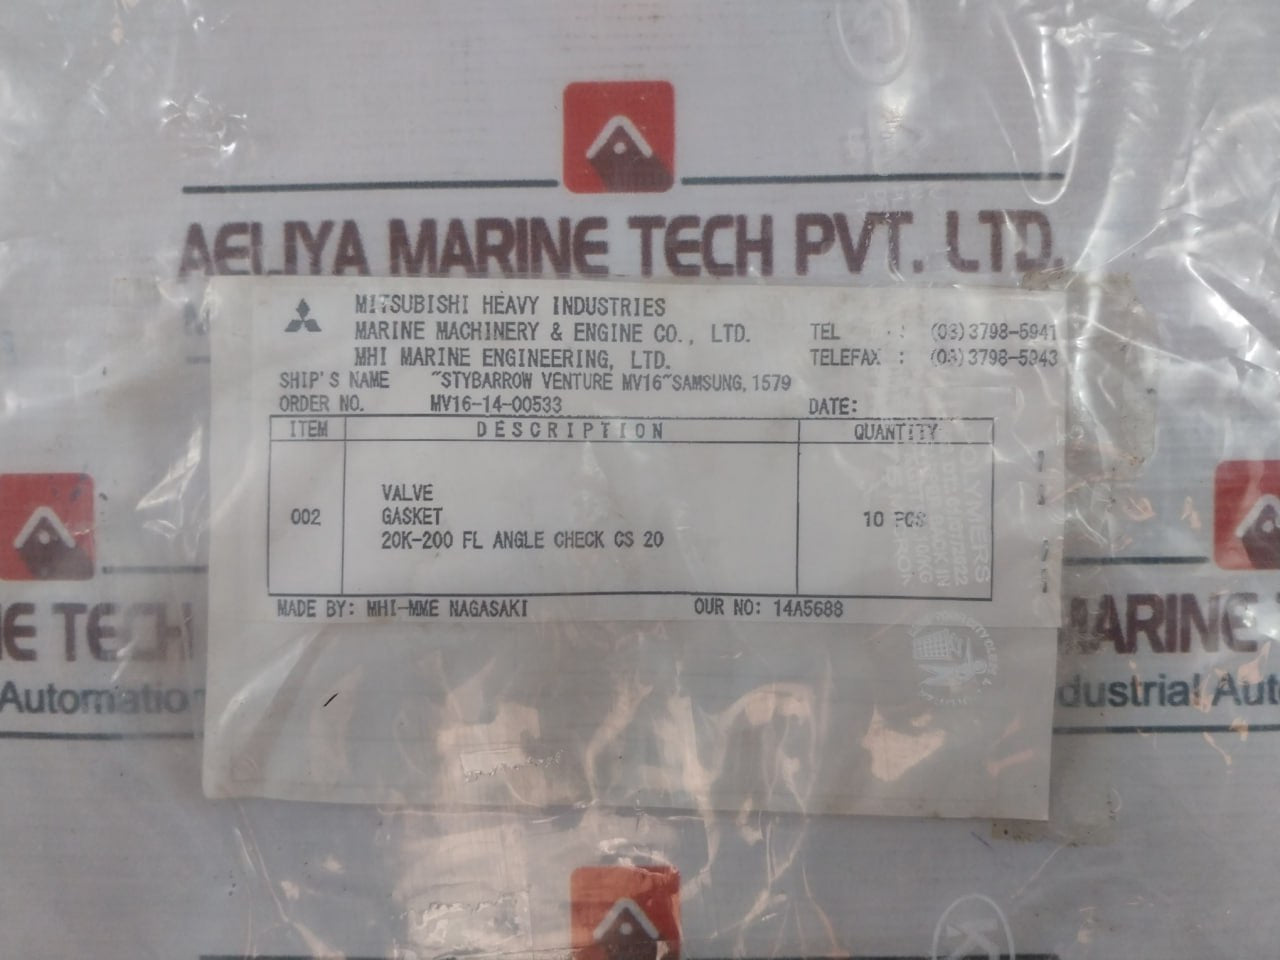 AELIYA MARINE TECH PVT. LTD.
MITSUBISHI HEAVY INDUSTRIES
MARINE MACHINERY & ENGINE CO., LTD.
TEL : (03)3798-5941
MHI MARINE ENGINEERING, LTD.
TELEFAX : (03)3798-5943
SHIP'S NAME "STYBARROW VENTURE MV16"SAMSUNG,1579
ORDER NO. MV16-14-00533
DATE:
ITEM DESCRIPTION QUANTITY
VALVE
002 GASKET 10 PCS
20K-200 FL ANGLE CHECK CS 20
MADE BY: MHI-MME NAGASAKI
OUR NO: 14A5688
OLYMERS
NE TECH
MARINE
Automatio
dustrial Aut